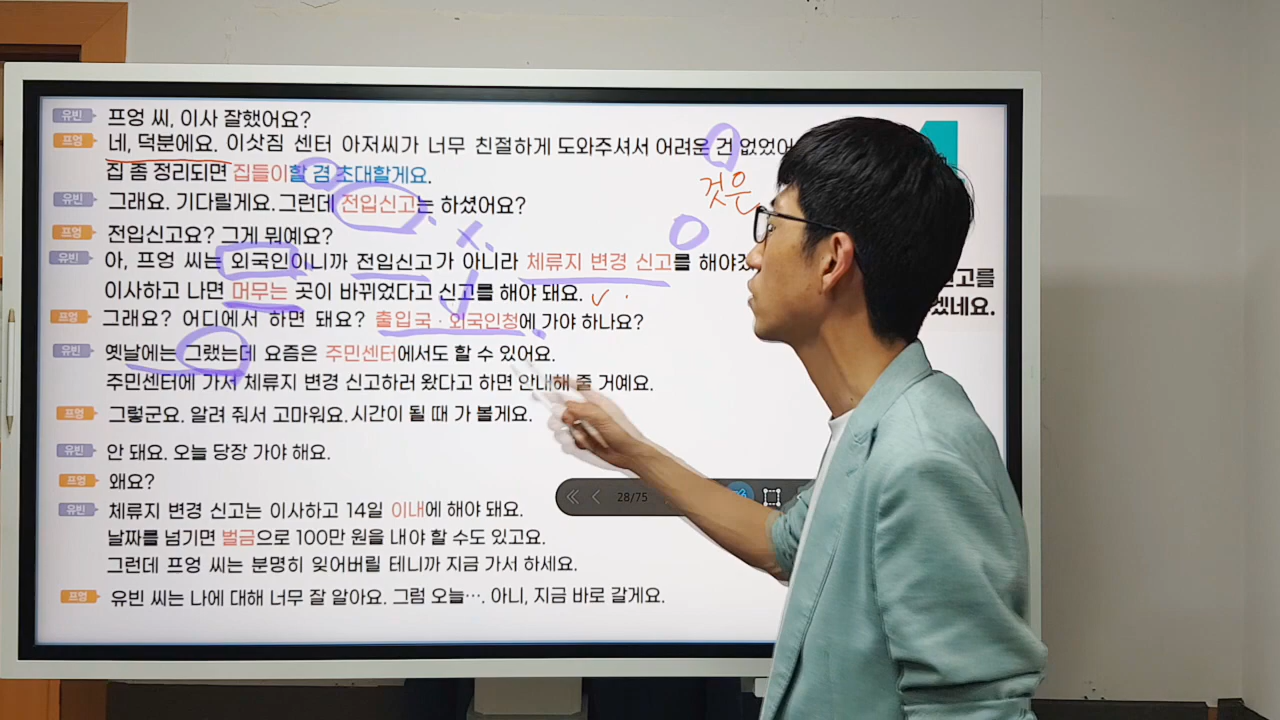 유빈 프엉 씨, 이사 잘했어요?
프엉 네, 덕분에요. 이삿짐 센터 아저씨가 너무 친절하게 도와주셔서 어려운 건 없었어
집 좀 정리되면 집들이할 겸 초대할게요.
것은
유빈 그래요. 기다릴게요. 그런데 전입신고는 하셨어요?
프엉 전입신고요? 그게 뭐예요?
유빈 아, 프엉 씨는 외국인이니까 전입신고가 아니라 체류지 변경 신고를 해야
신고를
이사하고 나면 머무는 곳이 바뀌었다고 신고를 해야 돼요.
겠네요.
프엉 그래요? 어디에서 하면 돼요? 출입국·외국인청에 가야 하나요?
유빈 옛날에는 그랬는데 요즘은 주민센터에서도 할 수 있어요.
주민센터에 가서 체류지 변경 신고하러 왔다고 하면 안내해 줄 거예요.
프엉 그렇군요. 알려 줘서 고마워요. 시간이 될 때 가 볼게요.
유빈 안 돼요. 오늘 당장 가야 해요.
프엉 왜요?
28/75
유빈 체류지 변경 신고는 이사하고 14일 이내에 해야 돼요.
날짜를 넘기면 벌금으로 100만 원을 내야 할 수도 있고요.
그런데 프엉 씨는 분명히 잊어버릴 테니까 지금 가서 하세요.
프엉 유빈 씨는 나에 대해 너무 잘 알아요. 그럼 오늘…. 아니, 지금 바로 갈게요.